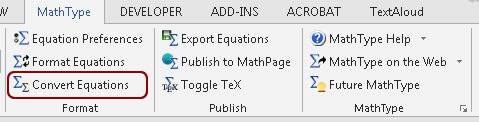 MathType DEVELOPER ADD-INS ACROBAT TextAloud
Equation Preferences
Format Equations
Convert Equations
Format
Export Equations
Publish to MathPage
Toggle TeX
Publish
MathType Help
MathType on the Web
Future MathType
MathType